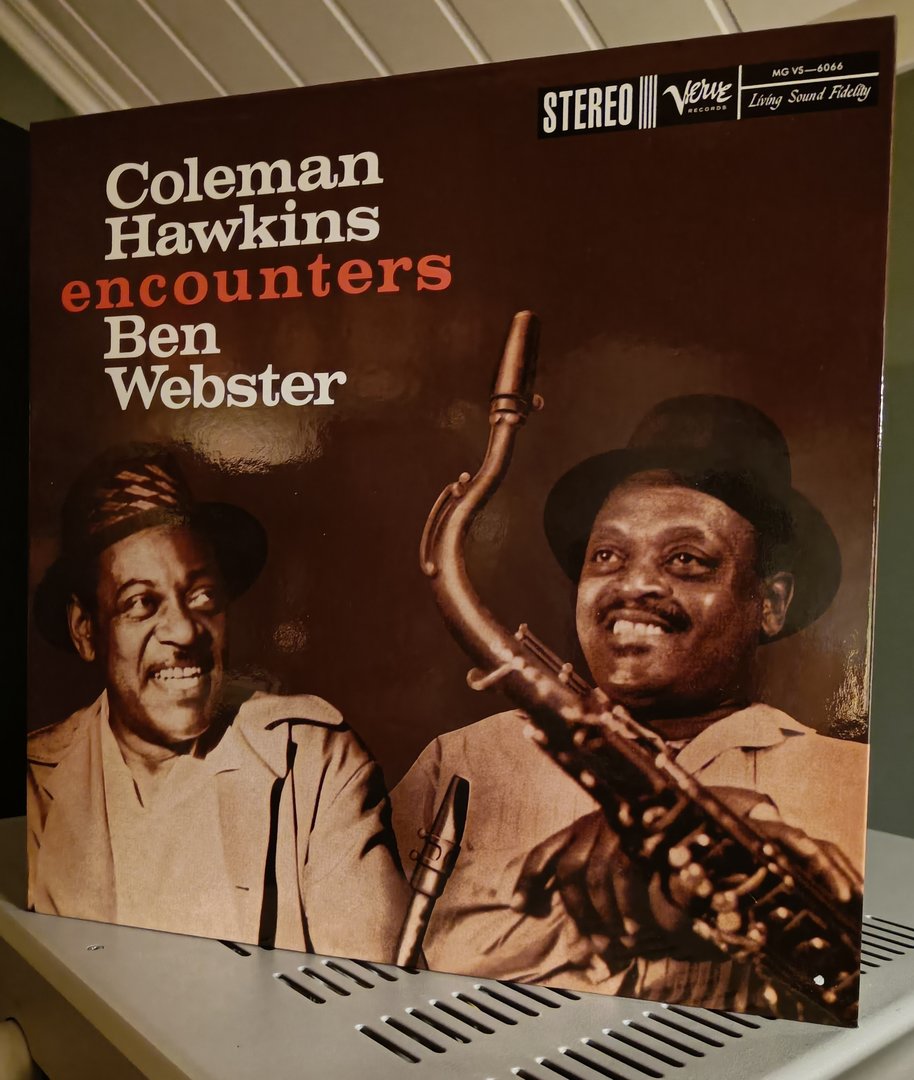 STEREO
Verve
RECORDS
MG VS—6066
Living Sound Fidelity
Coleman
Hawkins
encounters
Ben
Webster